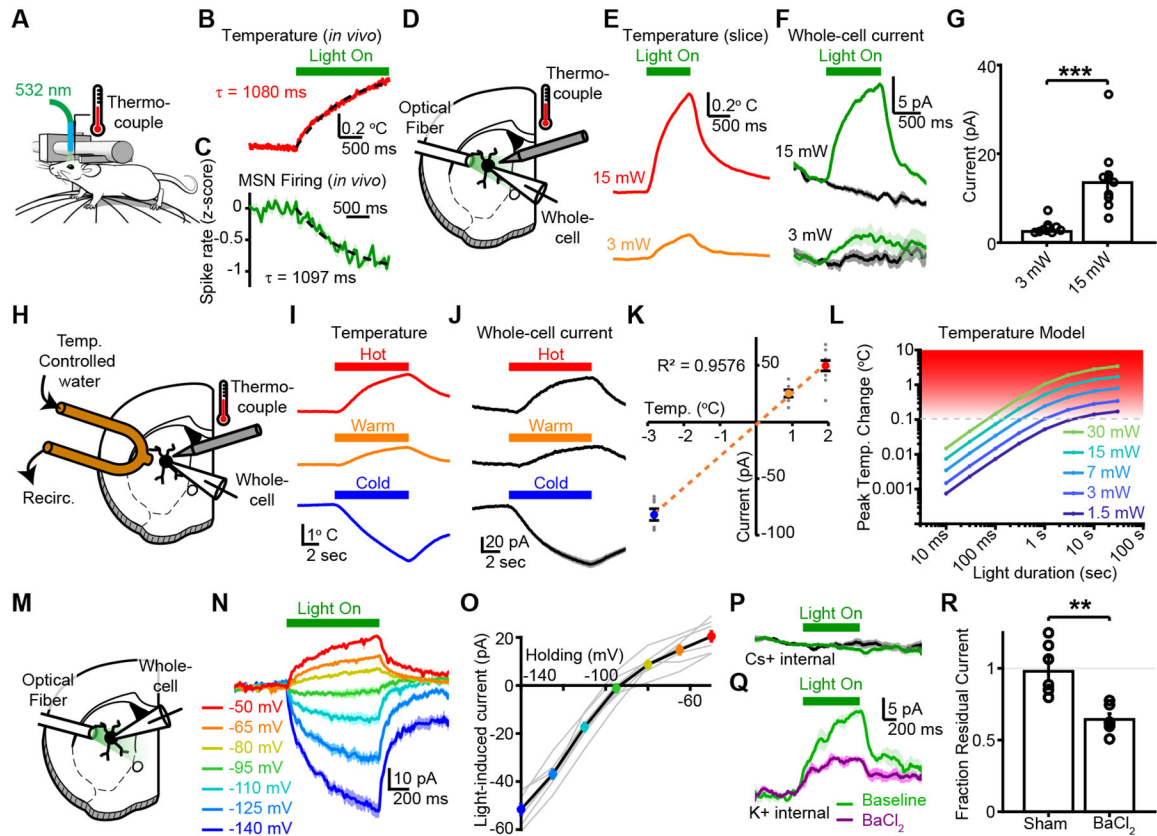 A
532 nm
Thermo-
couple
B
Temperature (in vivo)
Light On
τ = 1080 ms
0.2 °C
500 ms
C
MSN Firing (in vivo)
500 ms
Spike rate (z-score)
0
−0.5
−1
τ = 1097 ms
D
Optical
Fiber
Thermo-
couple
Whole-
cell
E
Temperature (slice)
Light On
0.2° C
500 ms
15 mW
3 mW
F
Whole-cell current
Light On
5 pA
500 ms
15 mW
3 mW
G
***
Current (pA)
40
20
0
3 mW
15 mW
H
Temp.
Controlled
water
Thermo-
couple
Recirc.
Whole-
cell
I
Temperature
Hot
Warm
Cold
1° C
2 sec
J
Whole-cell current
Hot
Warm
Cold
20 pA
2 sec
K
R² = 0.9576
Temp. (°C)
-3
-2
-1
1
2
50
-50
-100
Current (pA)
L
Temperature Model
Peak Temp. Change (°C)
10
1
0.1
0.01
0.001
30 mW
15 mW
7 mW
3 mW
1.5 mW
10 ms
100 ms
1 s
10 s
100 s
Light duration (sec)
M
Optical
Fiber
Whole-
cell
N
Light On
-50 mV
-65 mV
-80 mV
-95 mV
-110 mV
-125 mV
-140 mV
10 pA
200 ms
O
Light-induced current (pA)
20
0
-20
-40
-60
Holding (mV)
-140
-100
-60
P
Light On
Cs+ internal
Q
Light On
5 pA
200 ms
K+ internal
Baseline
BaCl₂
R
**
Fraction Residual Current
1
0.5
0
Sham
BaCl₂